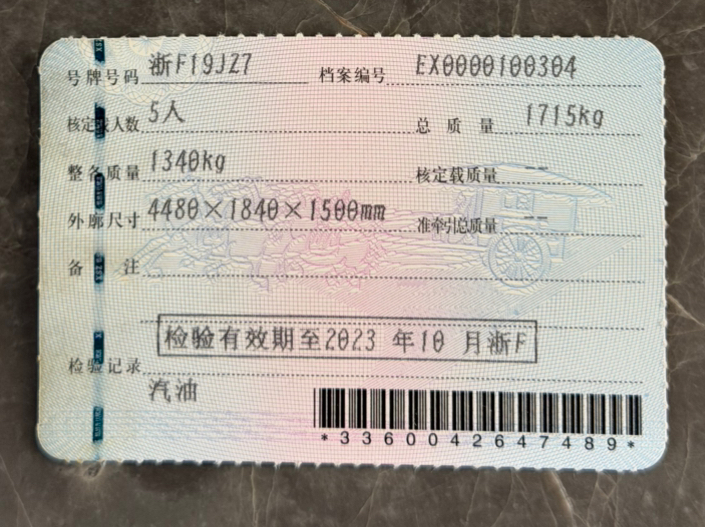 号牌号码 浙F19JZ7 档案编号 EX0000100304
核定载人数 5人 总质量 1715kg
整备质量 1340kg 核定载质量 --
外廓尺寸 4480×1840×1500mm 准牵引总质量 --
备注
检验有效期至2023 年10 月浙F
检验记录
汽油
*3360042647489*